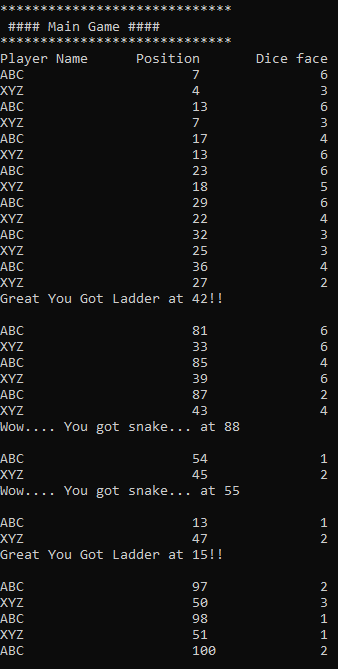 *****************************
#### Main Game ####
*****************************
Player Name      Position       Dice face
ABC                     7               6
XYZ                     4               3
ABC                     13              6
XYZ                     7               3
ABC                     17              4
XYZ                     13              6
ABC                     23              6
XYZ                     18              5
ABC                     29              6
XYZ                     22              4
ABC                     32              3
XYZ                     25              3
ABC                     36              4
XYZ                     27              2
Great You Got Ladder at 42!!
ABC                     81              6
XYZ                     33              6
ABC                     85              4
XYZ                     39              6
ABC                     87              2
XYZ                     43              4
Wow.... You got snake... at 88
ABC                     54              1
XYZ                     45              2
Wow.... You got snake... at 55
ABC                     13              1
XYZ                     47              2
Great You Got Ladder at 15!!
ABC                     97              2
XYZ                     50              3
ABC                     98              1
XYZ                     51              1
ABC                     100             2